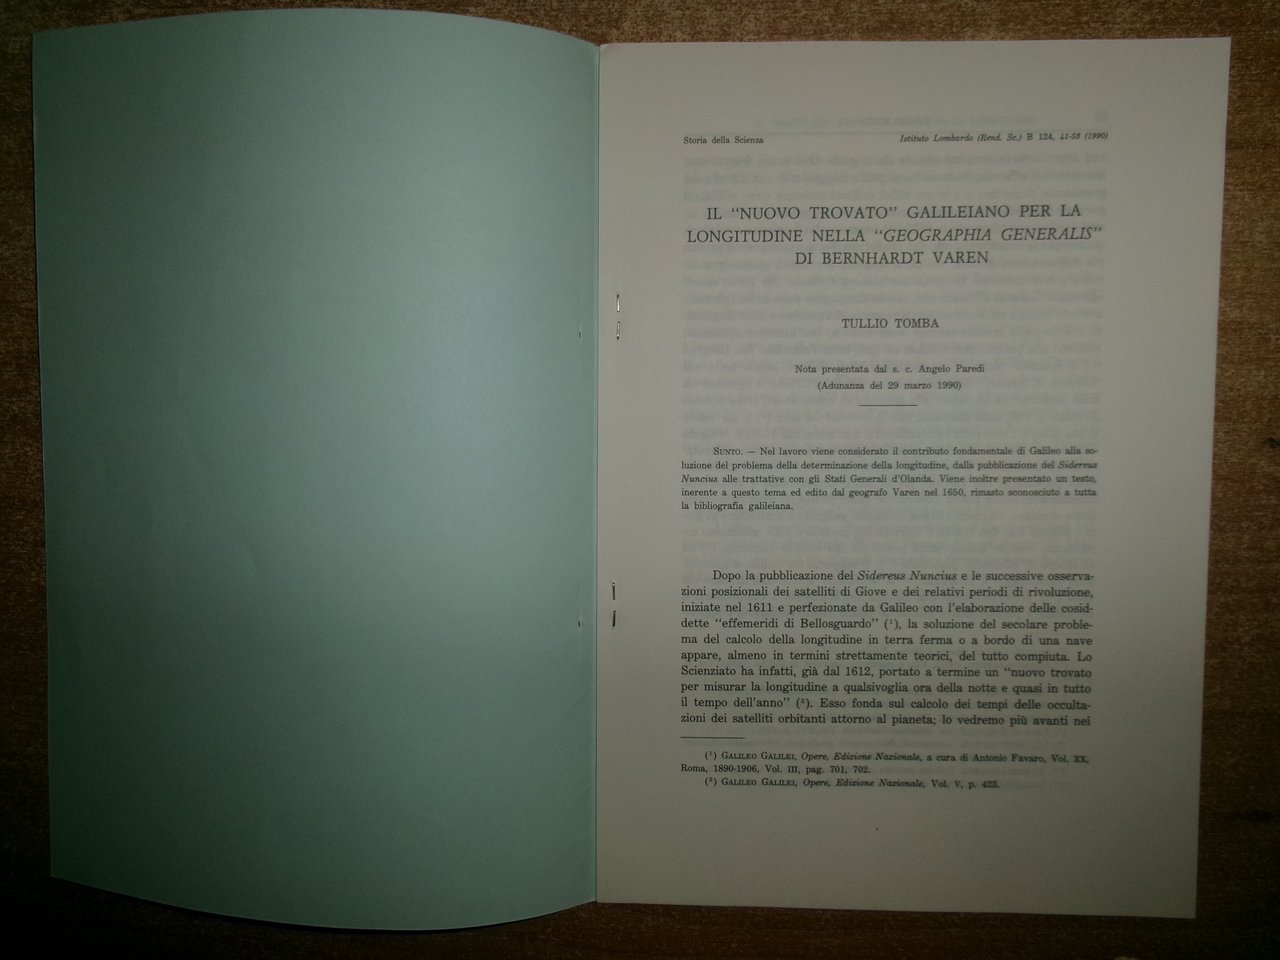 Storia della Scienza
Istituto Lombardo (Rend. Sc.) B 124, 41-53 (1990)
IL “NUOVO TROVATO” GALILEIANO PER LA
LONGITUDINE NELLA “GEOGRAPHIA GENERALIS”
DI BERNHARDT VAREN
TULLIO TOMBA
Nota presentata dal s. c. Angelo Paredi
(Adunanza del 29 marzo 1990)
SUNTO. — Nel lavoro viene considerato il contributo fondamentale di Galileo alla so-
luzione del problema della determinazione della longitudine, dalla pubblicazione del Sidereus
Nuncius alle trattative con gli Stati Generali d'Olanda. Viene inoltre presentato un testo,
inerente a questo tema ed edito dal geografo Varen nel 1650, rimasto sconosciuto a tutta
la bibliografia galileiana.
Dopo la pubblicazione del Sidereus Nuncius e le successive osserva-
zioni posizionali dei satelliti di Giove e dei relativi periodi di rivoluzione,
iniziate nel 1611 e perfezionate da Galileo con l'elaborazione delle cosid-
dette “effemeridi di Bellosguardo” (¹), la soluzione del secolare proble-
ma del calcolo della longitudine in terra ferma o a bordo di una nave
appare, almeno in termini strettamente teorici, del tutto compiuta. Lo
Scienziato ha infatti, già dal 1612, portato a termine un “nuovo trovato
per misurar la longitudine a qualsivoglia ora della notte e quasi in tutto
il tempo dell'anno” (²). Esso fonda sul calcolo dei tempi delle occulta-
zioni dei satelliti orbitanti attorno al pianeta; lo vedremo più avanti nei
(¹) GALILEO GALILEI, Opere, Edizione Nazionale, a cura di Antonio Favaro, Vol. XX,
Roma, 1890-1906, Vol. III, pag. 701, 702.
(²) GALILEO GALILEI, Opere, Edizione Nazionale, Vol. V, p. 423.